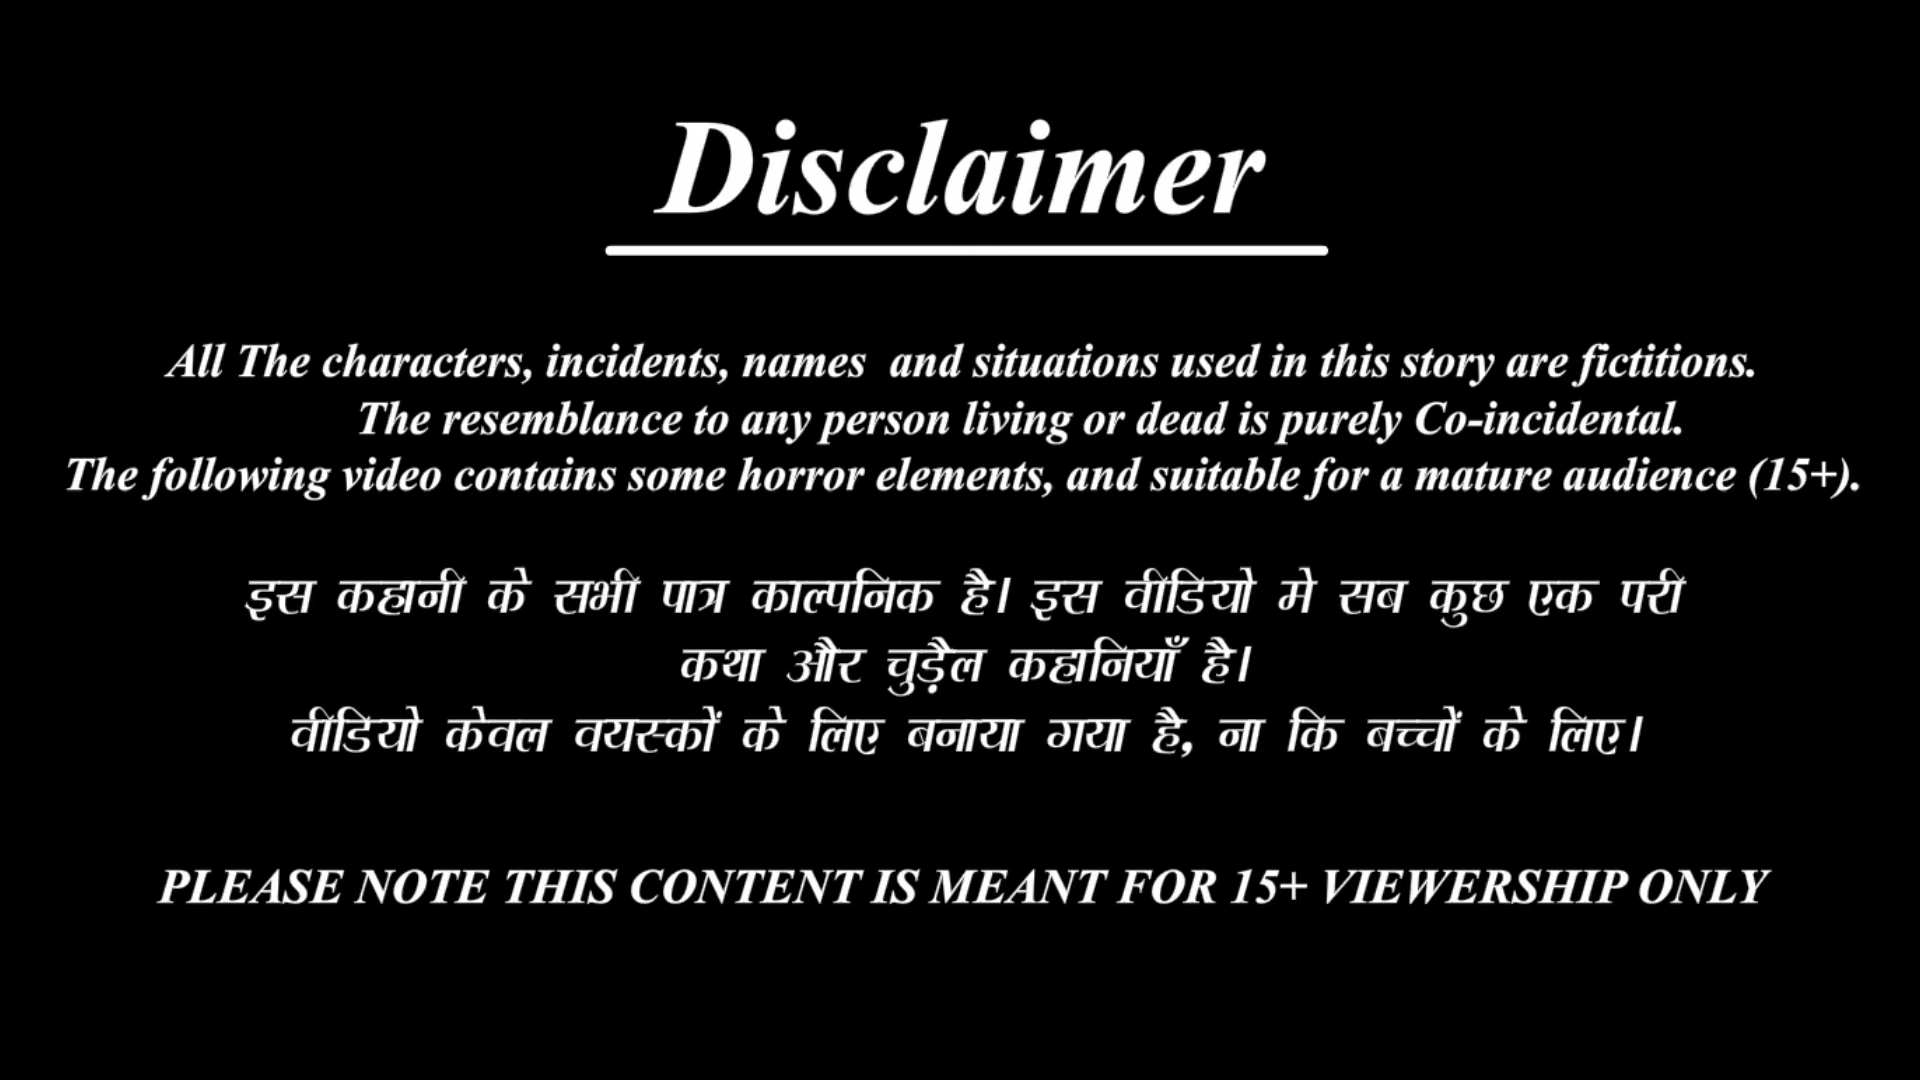 Disclaimer
All The characters, incidents, names  and situations used in this story are fictitions.
The resemblance to any person living or dead is purely Co-incidental.
The following video contains some horror elements, and suitable for a mature audience (15+).
इस कहानी के सभी पात्र काल्पनिक है। इस वीडियो मे सब कुछ एक परी
कथा और चुड़ैल कहानियाँ है।
वीडियो केवल वयस्कों के लिए बनाया गया है, ना कि बच्चों के लिए।
PLEASE NOTE THIS CONTENT IS MEANT FOR 15+ VIEWERSHIP ONLY